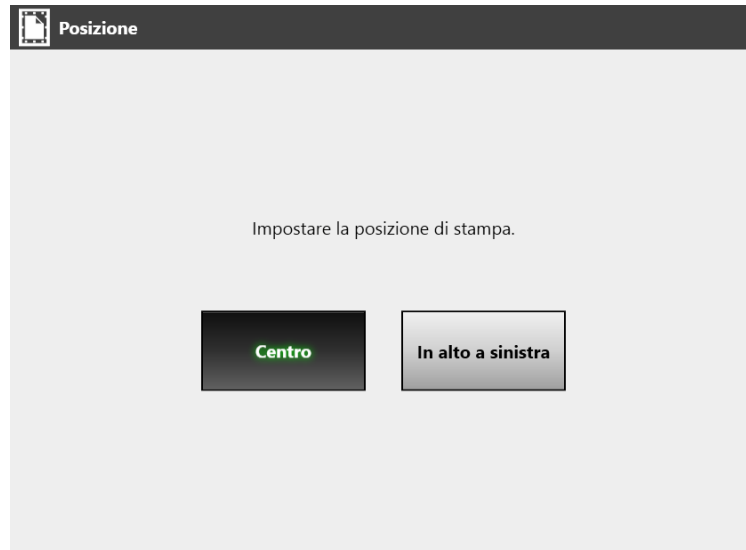 Posizione
Impostare la posizione di stampa.
Centro
In alto a sinistra